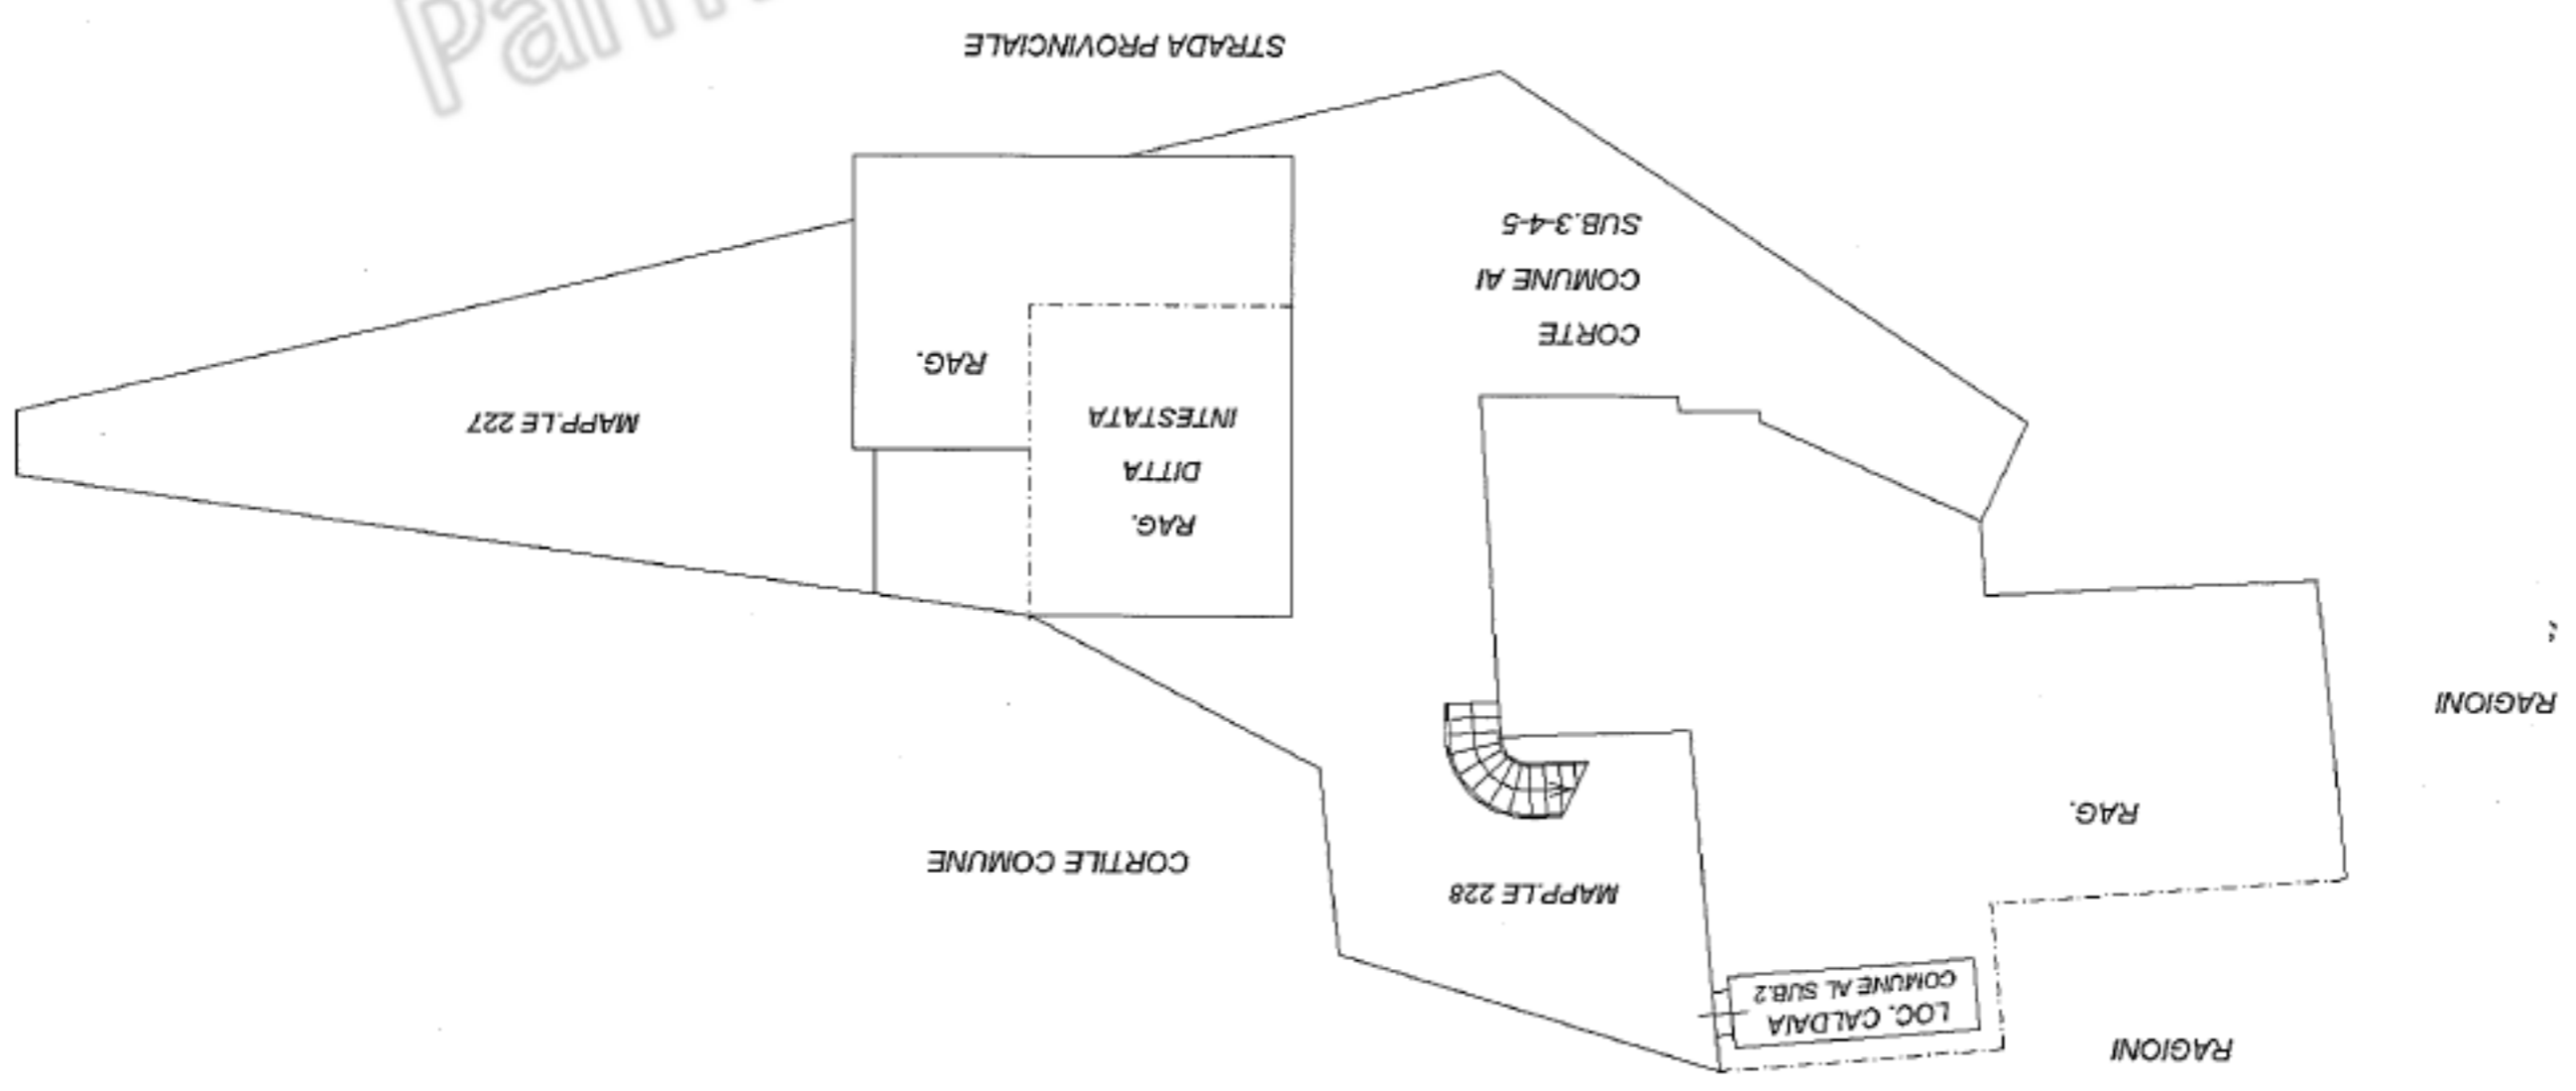 RAGIONI
LOC. CALDAIA
COMUNE AL SUB.2
MAPP.LE 228
CORTILE COMUNE
RAG.
RAGIONI
RAG.
DITTA
INTESTATA
MAPP.LE 227
RAG.
CORTE
COMUNE AI
SUB.3-4-5
STRADA PROVINCIALE